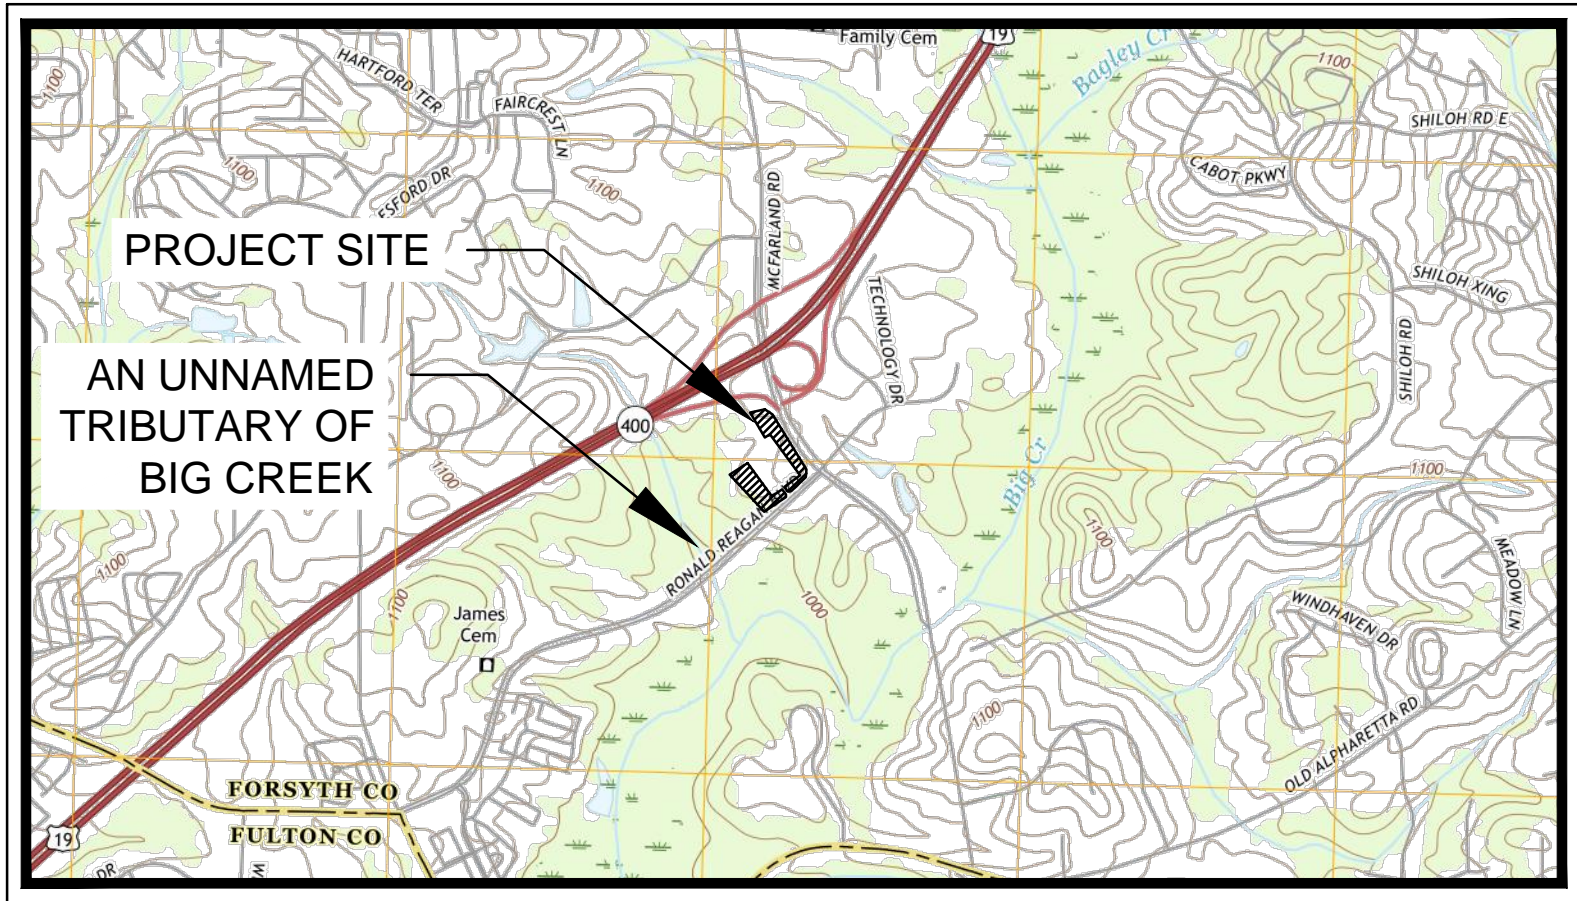 Family Cem
19
Bagley Cr
1100
HARTFORD TER
FAIRCREST LN
1100
SHILOH RD E
1100
1100
CABOT PKWY
ESFORD DR
MCFARLAND RD
PROJECT SITE
SHILOH XING
TECHNOLOGY DR
SHILOH RD
AN UNNAMED
TRIBUTARY OF
BIG CREEK
400
1100
Big Cr
1100
1100
RONALD REAGAN BLVD
1100
MEADOW LN
1100
James
Cem
1000
WINDHAVEN DR
1100
OLD ALPHARETTA RD
FORSYTH CO
FULTON CO
19
DR
W